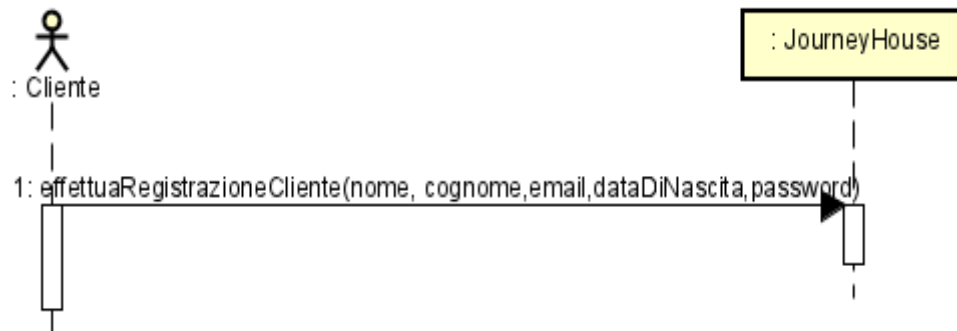 : Cliente
: JourneyHouse
1: effettuaRegistrazioneCliente(nome, cognome,email,dataDiNascita,password)